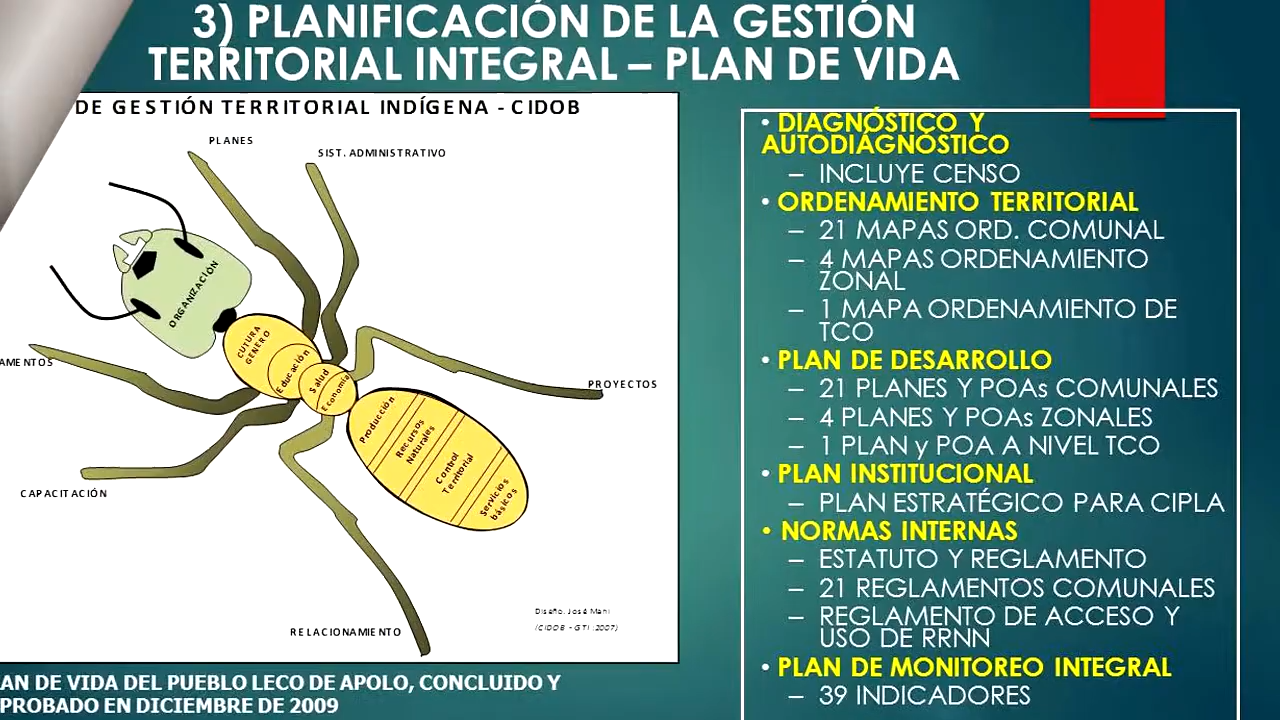 3) PLANIFICACIÓN DE LA GESTIÓN
TERRITORIAL INTEGRAL – PLAN DE VIDA
DE GESTIÓN TERRITORIAL INDÍGENA - CIDOB
PLANES
SIST. ADMINISTRATIVO
ORGANIZACIÓN
CUTURA
GENERO
Educación
Salud
Economía
AMENTOS
PROYECTOS
Producción
Recursos
Naturales
Control
Territorial
Servicios
básicos
CAPACITACIÓN
RELACIONAMIENTO
Diseño. José Mani
(CIDOB - GTI :2007)
AN DE VIDA DEL PUEBLO LECO DE APOLO, CONCLUIDO Y
PROBADO EN DICIEMBRE DE 2009
• DIAGNÓSTICO Y
AUTODIAGNÓSTICO
– INCLUYE CENSO
• ORDENAMIENTO TERRITORIAL
– 21 MAPAS ORD. COMUNAL
– 4 MAPAS ORDENAMIENTO
ZONAL
– 1 MAPA ORDENAMIENTO DE
TCO
• PLAN DE DESARROLLO
– 21 PLANES Y POAs COMUNALES
– 4 PLANES Y POAs ZONALES
– 1 PLAN y POA A NIVEL TCO
• PLAN INSTITUCIONAL
– PLAN ESTRATÉGICO PARA CIPLA
• NORMAS INTERNAS
– ESTATUTO Y REGLAMENTO
– 21 REGLAMENTOS COMUNALES
– REGLAMENTO DE ACCESO Y
USO DE RRNN
• PLAN DE MONITOREO INTEGRAL
– 39 INDICADORES